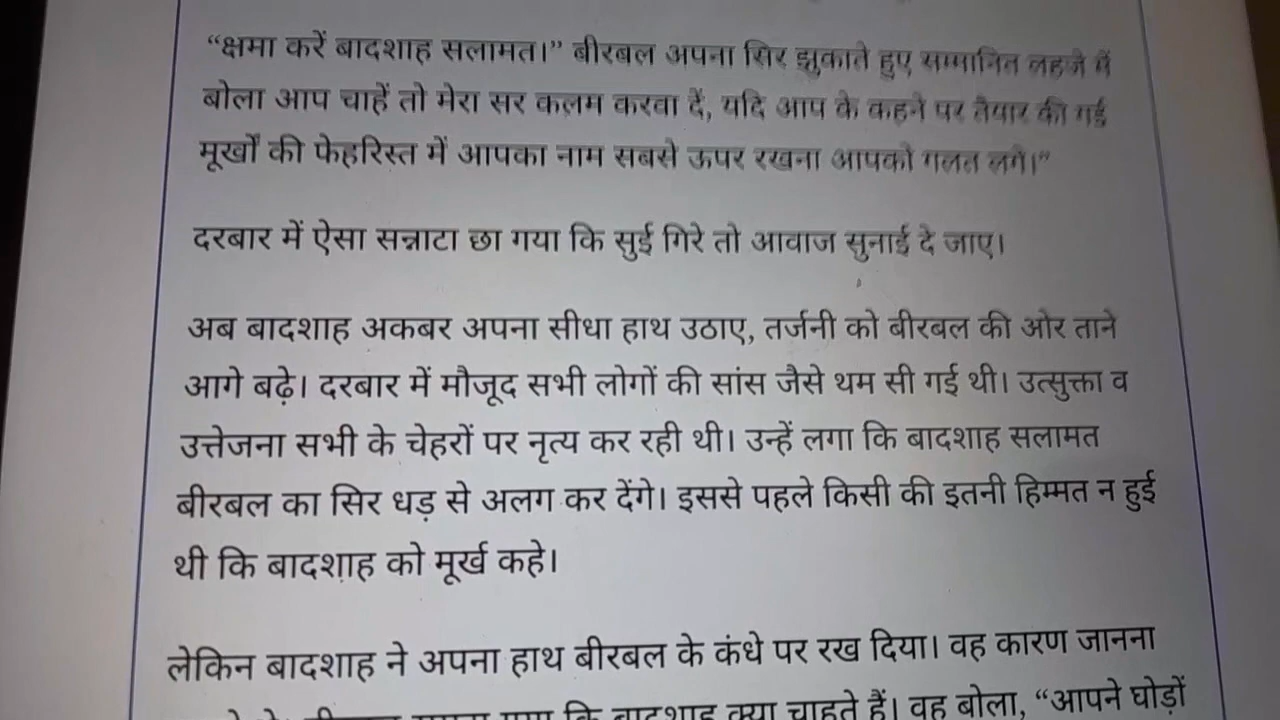 “क्षमा करें बादशाह सलामत।” बीरबल अपना सिर झुकाते हुए सम्मानित लहजे में
बोला आप चाहें तो मेरा सर कलम करवा दें, यदि आप के कहने पर तैयार की गई
मूर्खों की फेहरिस्त में आपका नाम सबसे ऊपर रखना आपको गलत लगे।”
दरबार में ऐसा सन्नाटा छा गया कि सुई गिरे तो आवाज सुनाई दे जाए।
अब बादशाह अकबर अपना सीधा हाथ उठाए, तर्जनी को बीरबल की ओर ताने
आगे बढ़े। दरबार में मौजूद सभी लोगों की सांस जैसे थम सी गई थी। उत्सुक्ता व
उत्तेजना सभी के चेहरों पर नृत्य कर रही थी। उन्हें लगा कि बादशाह सलामत
बीरबल का सिर धड़ से अलग कर देंगे। इससे पहले किसी की इतनी हिम्मत न हुई
थी कि बादशाह को मूर्ख कहे।
लेकिन बादशाह ने अपना हाथ बीरबल के कंधे पर रख दिया। वह कारण जानना
कि बादशाह क्या चाहते हैं। वह बोला, “आपने घोड़ों